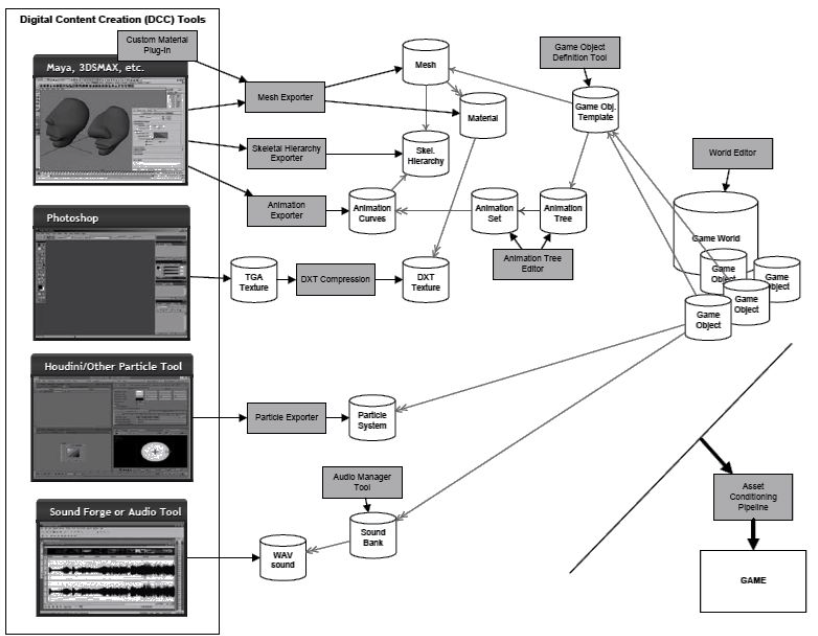 Digital Content Creation (DCC) Tools
Custom Material
Plug-In
Maya, 3DSMAX, etc.
Mesh Exporter
Skeletal Hierarchy
Exporter
Animation
Exporter
Mesh
Material
Skel.
Hierarchy
Animation
Curves
Animation
Set
Animation
Tree
Animation Tree
Editor
Game Object
Definition Tool
Game Obj.
Template
World Editor
Game World
Game
Object
Game
Object
Game
Object
Game
Object
Photoshop
TGA
Texture
DXT Compression
DXT
Texture
Houdini/Other Particle Tool
Particle Exporter
Particle
System
Sound Forge or Audio Tool
Audio Manager
Tool
Sound
Bank
WAV
sound
Asset
Conditioning
Pipeline
GAME